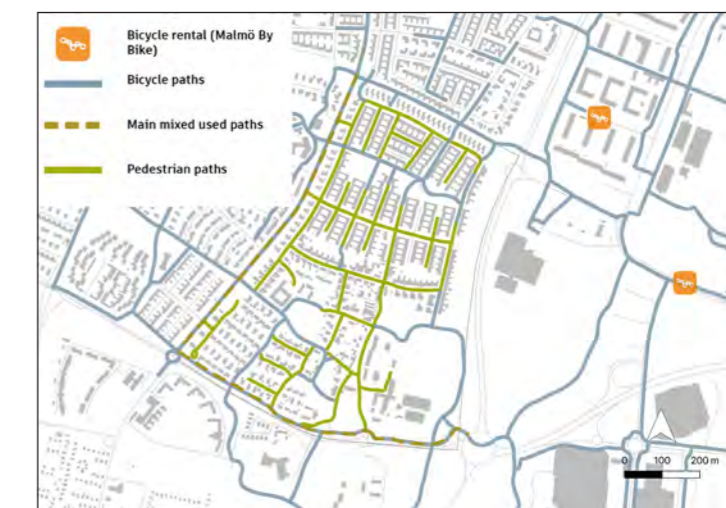 Bicycle rental (Malmö By
Bike)
Bicycle paths
Main mixed used paths
Pedestrian paths
0 100 200 m